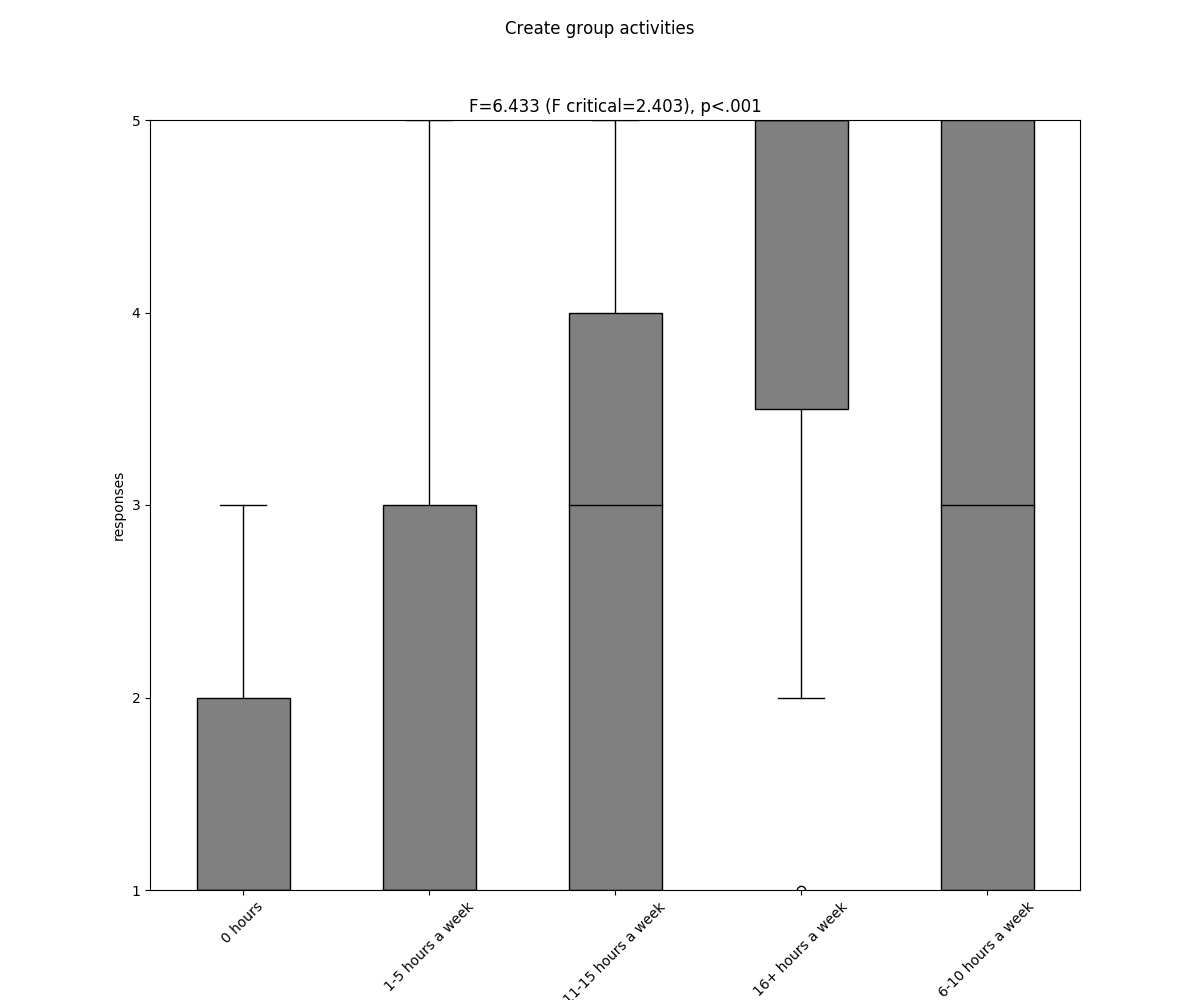 Create group activities
F=6.433 (F critical=2.403), p<.001
5
4
3
2
1
responses
0 hours
1-5 hours a week
11-15 hours a week
16+ hours a week
6-10 hours a week